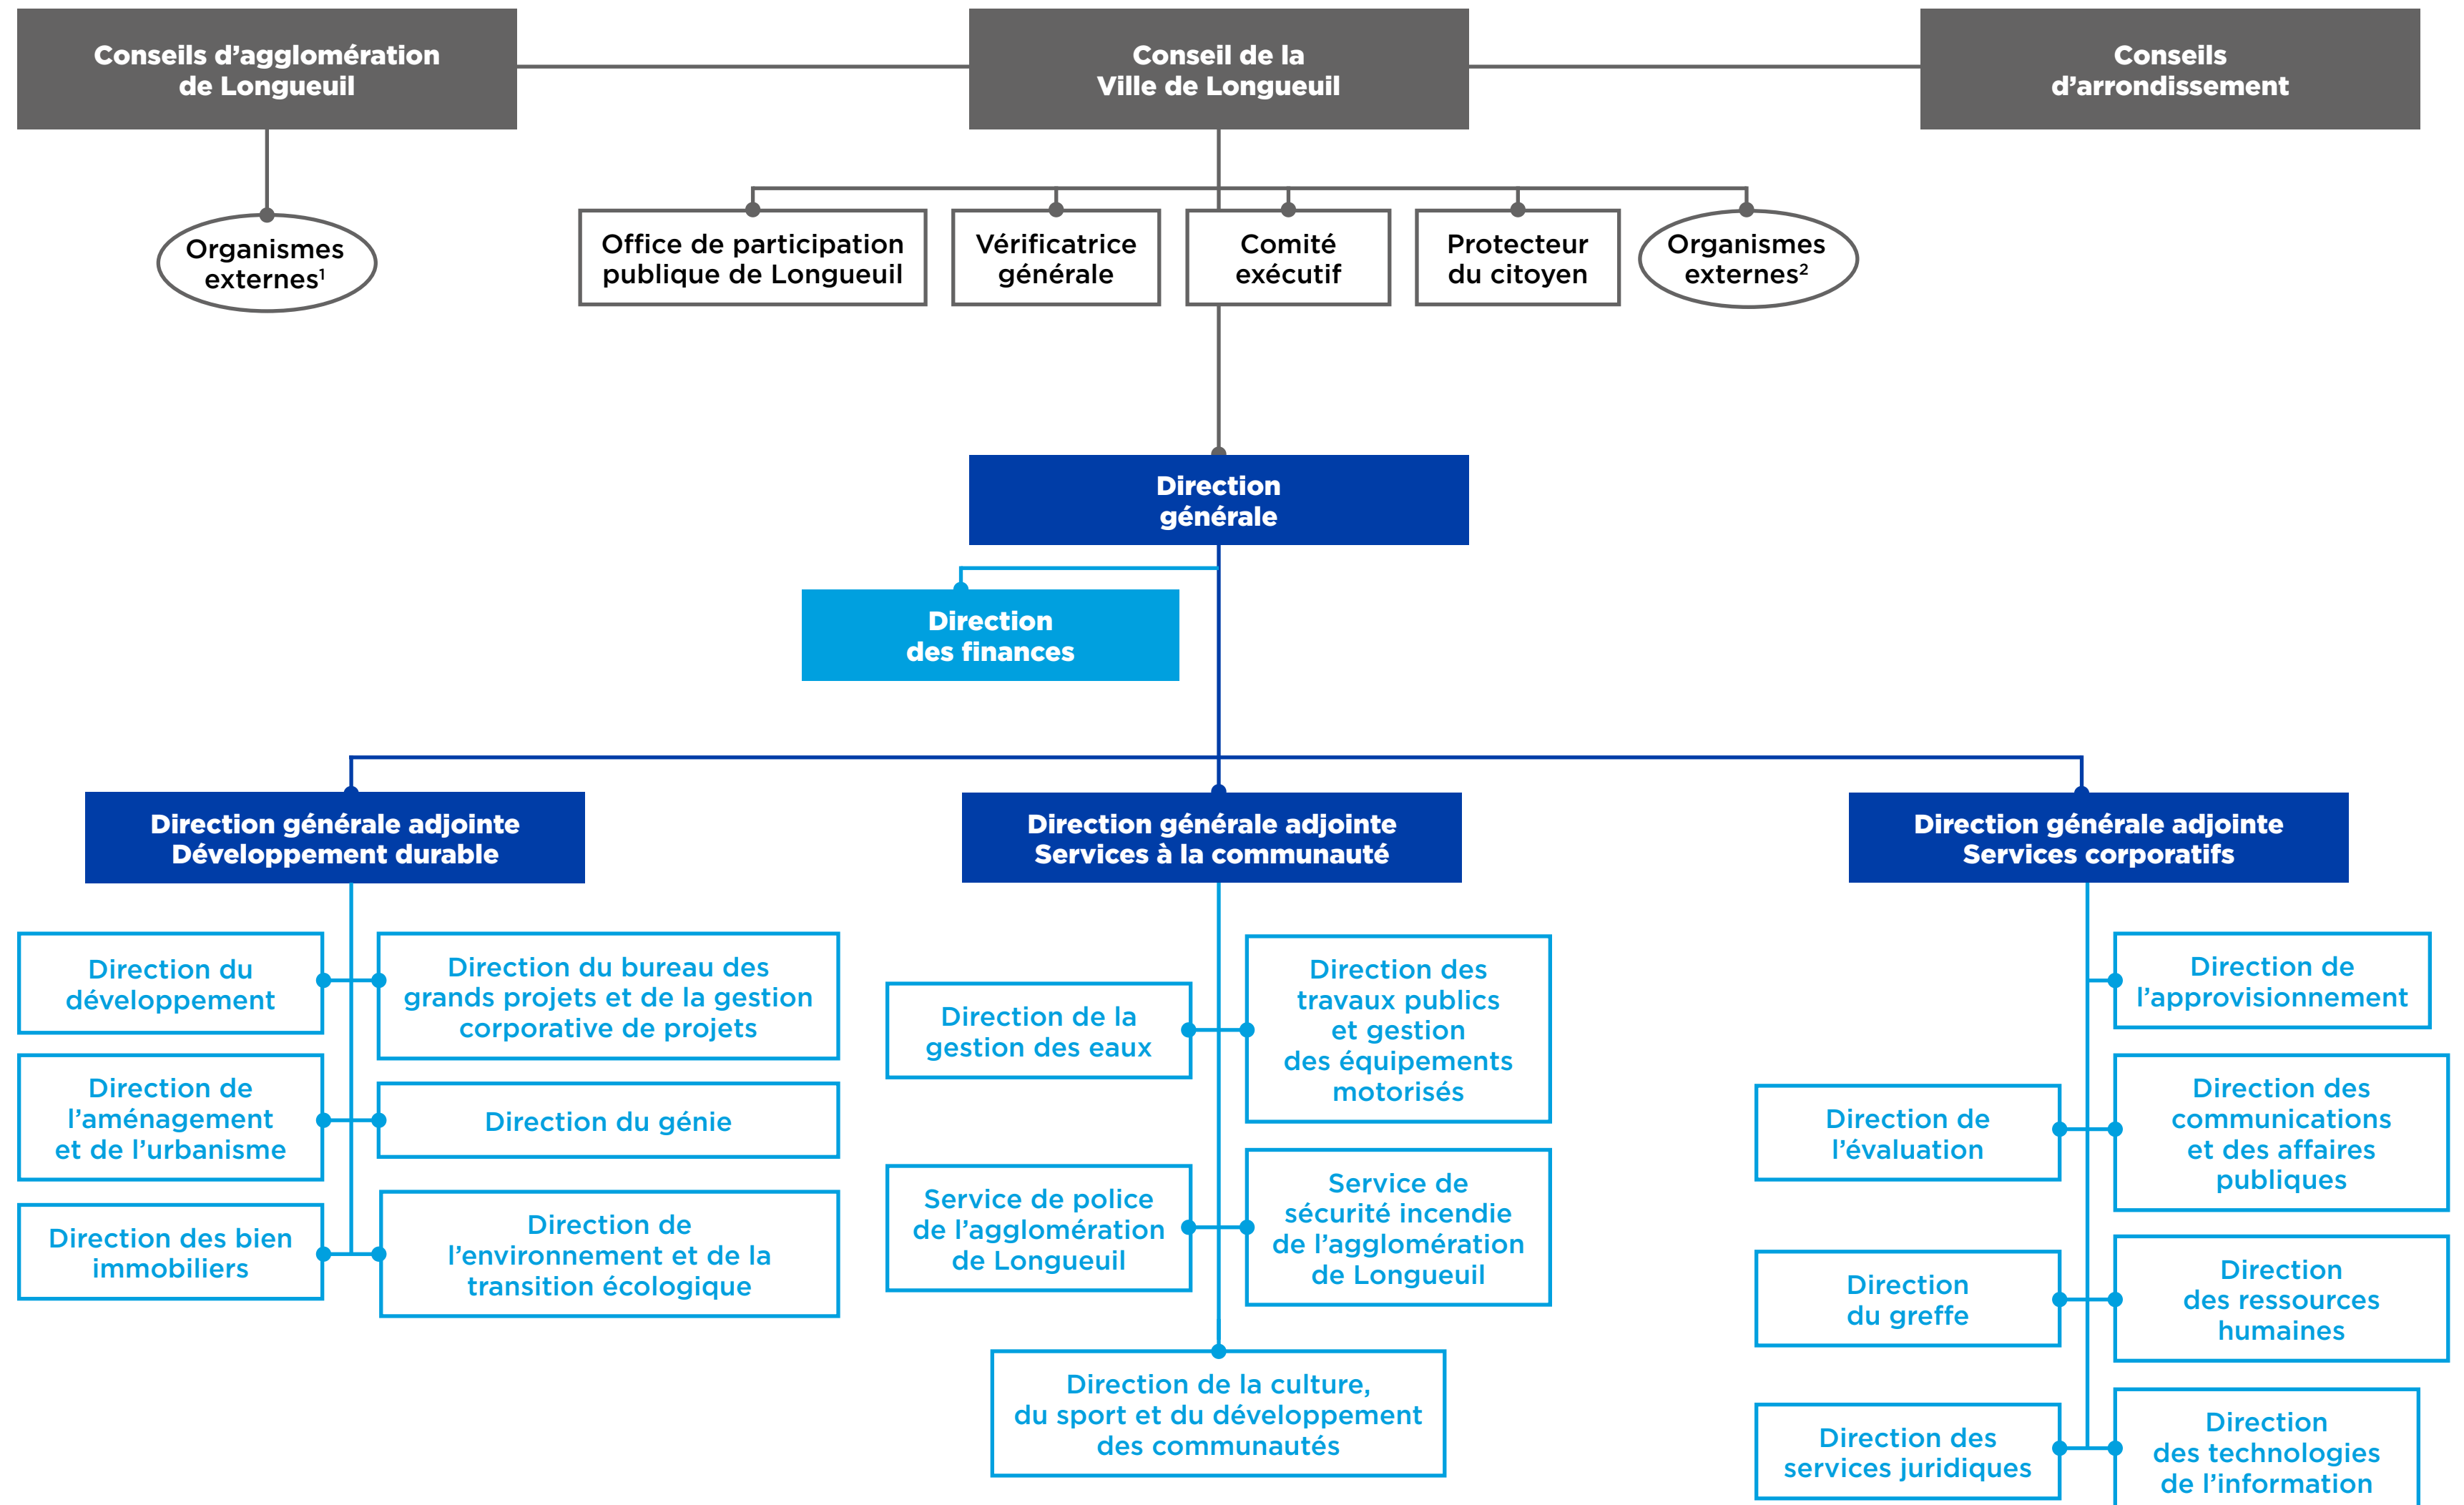 Conseils d’agglomération
de Longueuil
Conseil de la
Ville de Longueuil
Conseils
d’arrondissement
Organismes
externes¹
Office de participation
publique de Longueuil
Vérificatrice
générale
Comité
exécutif
Protecteur
du citoyen
Organismes
externes²
Direction
générale
Direction
des finances
Direction générale adjointe
Développement durable
Direction générale adjointe
Services à la communauté
Direction générale adjointe
Services corporatifs
Direction du
développement
Direction du bureau des
grands projets et de la gestion
corporative de projets
Direction de
l’aménagement
et de l’urbanisme
Direction du génie
Direction des bien
immobiliers
Direction de
l’environnement et de la
transition écologique
Direction de la
gestion des eaux
Direction des
travaux publics
et gestion
des équipements
motorisés
Service de police
de l’agglomération
de Longueuil
Service de
sécurité incendie
de l’agglomération
de Longueuil
Direction de la culture,
du sport et du développement
des communautés
Direction de
l’approvisionnement
Direction de
l’évaluation
Direction des
communications
et des affaires
publiques
Direction
du greffe
Direction
des ressources
humaines
Direction des
services juridiques
Direction
des technologies
de l’information